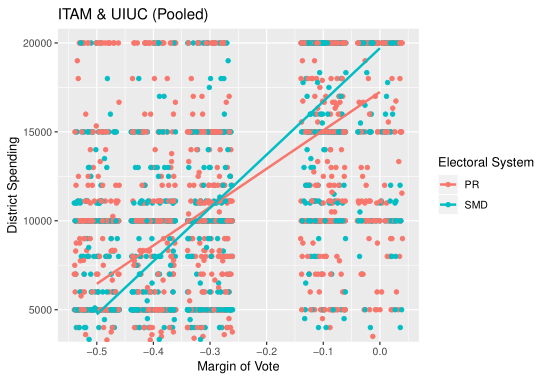 ITAM & UIUC (Pooled)
20000
15000
10000
5000
District Spending
−0.5 −0.4 −0.3 −0.2 −0.1 0.0
Margin of Vote
Electoral System
PR
SMD